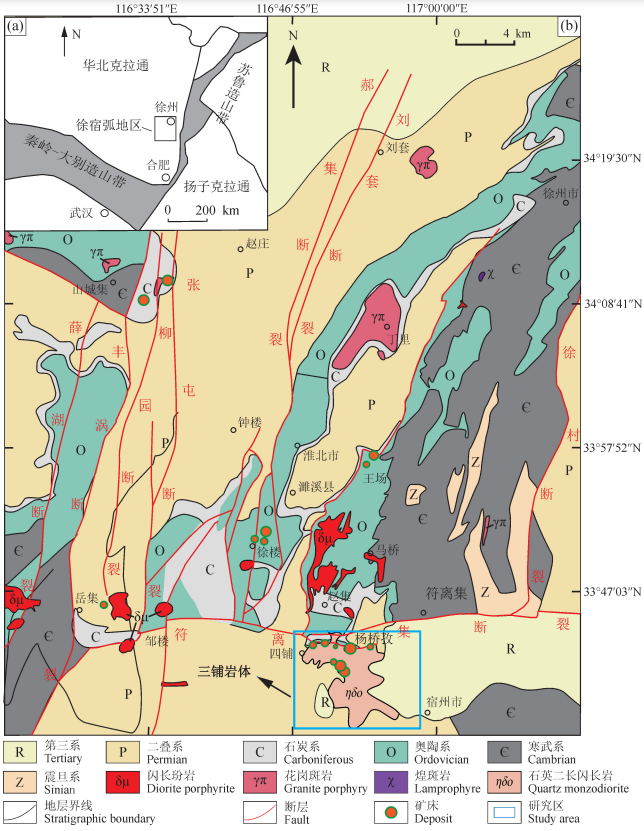 116°33′51″E
116°46′55″E
117°00′00″E
(a)
N
华北克拉通
苏鲁造山带
徐州
徐宿弧地区
秦岭-大别造山带
合肥
扬子克拉通
武汉
0 200 km
(b)
0 4 km
N
R
郝
刘
集
套
断
断
裂
裂
刘套
γπ
P
Є
34°19′30″N
徐州市
O
C
Є
χ
O
34°08′41″N
γπ
O
γπ
山城集
Є
C
赵庄
P
张
柳
屯
断
裂
薛
湖
断
裂
丰
涡
断
裂
园
断
γπ
丁里
O
C
P
O
Є
徐
村
断
裂
P
O
P
钟楼
淮北市
濉溪县
王场
Z
Z
Є
γπ
33°57′52″N
Є
O
C
O
徐楼
δμ
O
马桥
赵集
C
符离集
Z
33°47′03″N
δμ
岳集
δμ
C
邹楼
Є
P
符
离
集
断
裂
四铺
杨桥孜
三铺岩体
ηδο
R
R
宿州市
Є
R 第三系 Tertiary
P 二叠系 Permian
C 石炭系 Carboniferous
O 奥陶系 Ordovician
Є 寒武系 Cambrian
Z 震旦系 Sinian
δμ 闪长玢岩 Diorite porphyrite
γπ 花岗斑岩 Granite porphyry
χ 煌斑岩 Lamprophyre
ηδο 石英二长闪长岩 Quartz monzodiorite
地层界线 Stratigraphic boundary
断层 Fault
矿床 Deposit
研究区 Study area